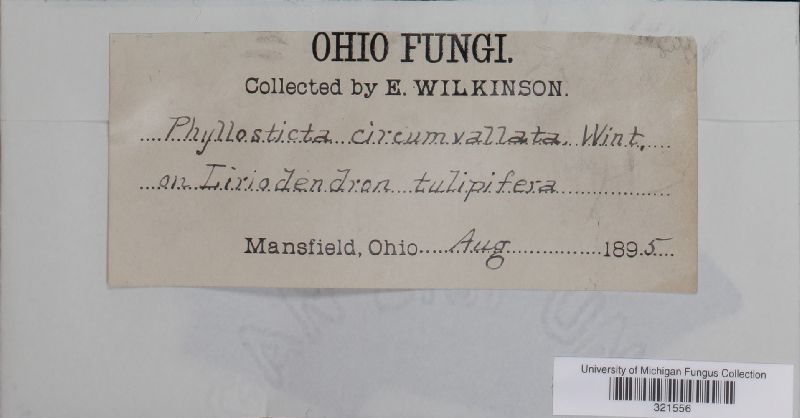 OHIO FUNGI.
Collected by E. WILKINSON.
Phyllosticta circumvallata. Wint.
on Liriodendron tulipifera
Mansfield, Ohio Aug 1895
University of Michigan Fungus Collection
321556